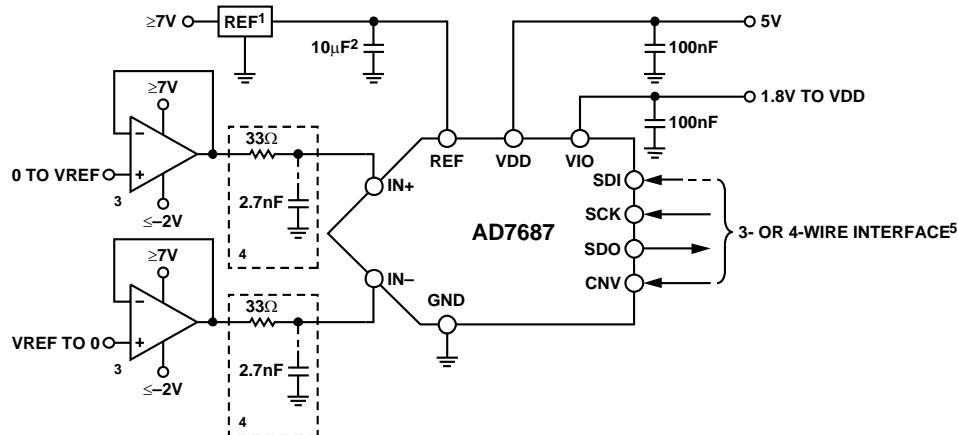 ≥7V
REF1
10μF2
5V
100nF
1.8V TO VDD
100nF
≥7V
−
+
0 TO VREF
3
≤–2V
33Ω
2.7nF
4
REF
VDD
VIO
IN+
IN–
AD7687
GND
SDI
SCK
SDO
CNV
3- OR 4-WIRE INTERFACE5
≥7V
−
+
VREF TO 0
3
≤–2V
33Ω
2.7nF
4